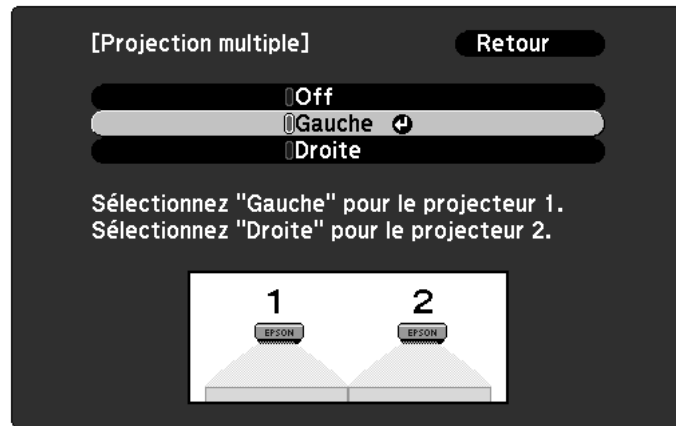 [Projection multiple] Retour
Off
Gauche
Droite
Sélectionnez "Gauche" pour le projecteur 1.
Sélectionnez "Droite" pour le projecteur 2.
1 2
EPSON EPSON